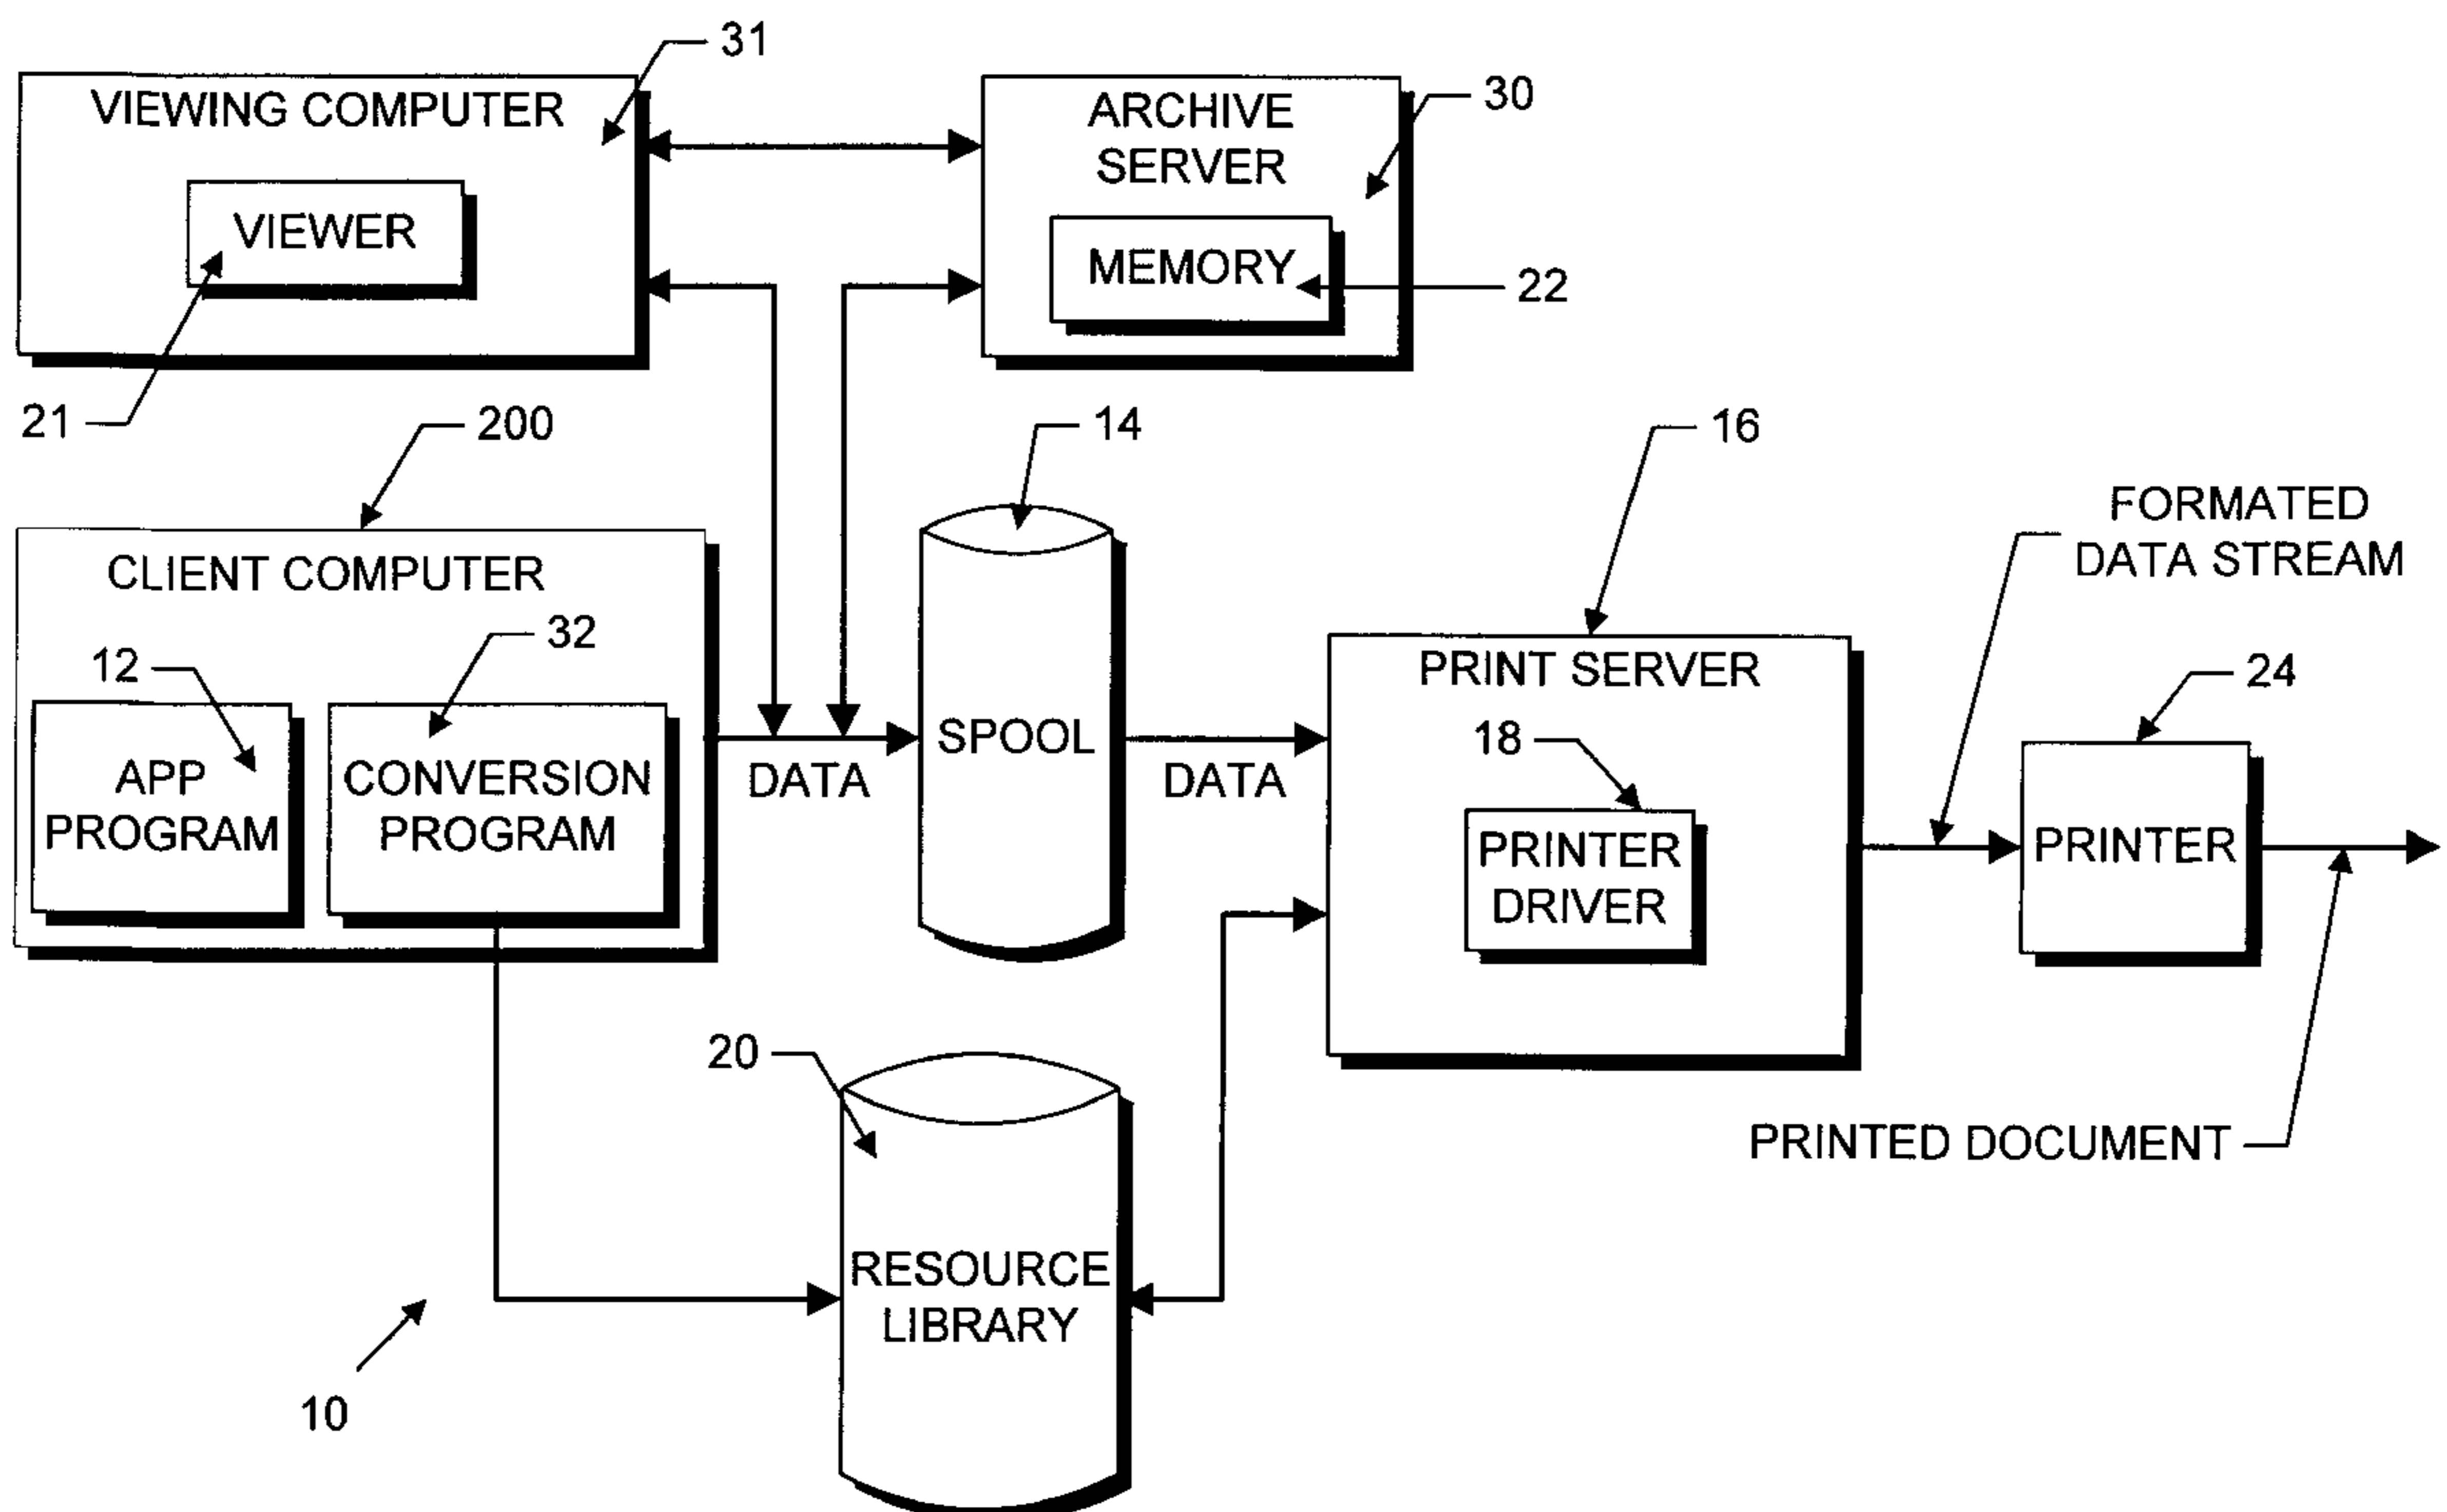 31
VIEWING COMPUTER
VIEWER
21
ARCHIVE
SERVER
30
MEMORY
22
200
CLIENT COMPUTER
12
32
APP
PROGRAM
CONVERSION
PROGRAM
DATA
14
SPOOL
DATA
16
PRINT SERVER
18
PRINTER
DRIVER
FORMATED
DATA STREAM
24
PRINTER
PRINTED DOCUMENT
20
RESOURCE
LIBRARY
10